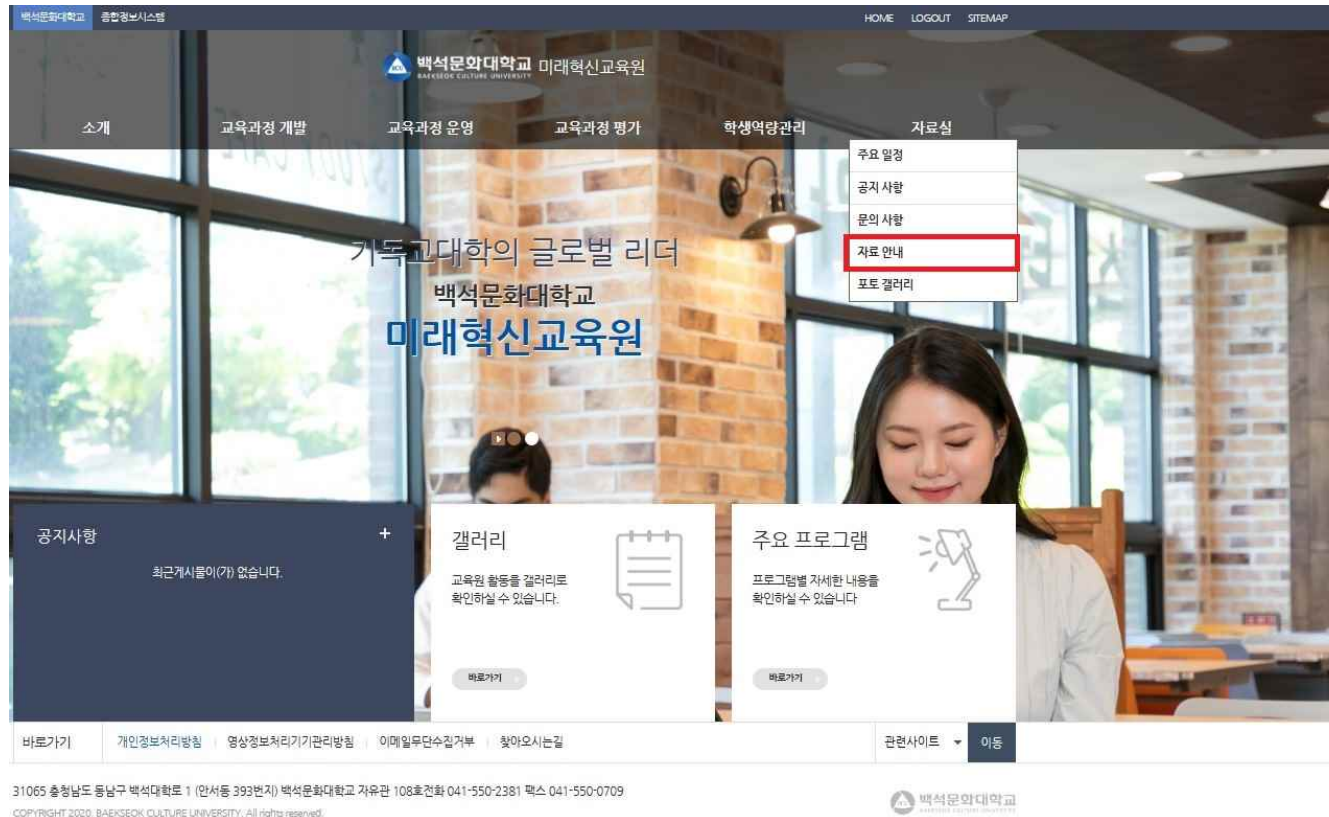 백석문화대학교 종합정보시스템 HOME LOGOUT SITEMAP
백석문화대학교 미래혁신교육원
BAEKSEOK CULTURE UNIVERSITY
소개 교육과정 개발 교육과정 운영 교육과정 평가 학생역량관리 자료실
주요 일정
공지 사항
문의 사항
자료 안내
포토 갤러리
기독교대학의 글로벌 리더
백석문화대학교
미래혁신교육원
공지사항 +
최근게시물이(가) 없습니다.
갤러리
교육원 활동을 갤러리로
확인하실 수 있습니다.
바로가기
주요 프로그램
프로그램별 자세한 내용을
확인하실 수 있습니다
바로가기
바로가기 개인정보처리방침 영상정보처리기기관리방침 이메일무단수집거부 찾아오시는길 관련사이트 이동
31065 충청남도 동남구 백석대학로 1 (안서동 393번지) 백석문화대학교 자유관 108호전화 041-550-2381 팩스 041-550-0709
COPYRIGHT 2020. BAEKSEOK CULTURE UNIVERSITY. All rights reserved.
백석문화대학교
BAEKSEOK CULTURE UNIVERSITY